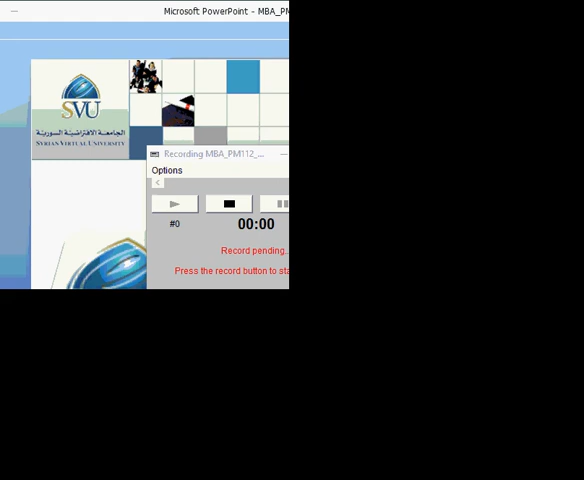 Microsoft PowerPoint - MBA_PM
SVU
الجامعة الافتراضية السورية
SYRIAN VIRTUAL UNIVERSITY
Recording MBA_PM112_...
Options
#0
00:00
Record pending..
Press the record button to sta